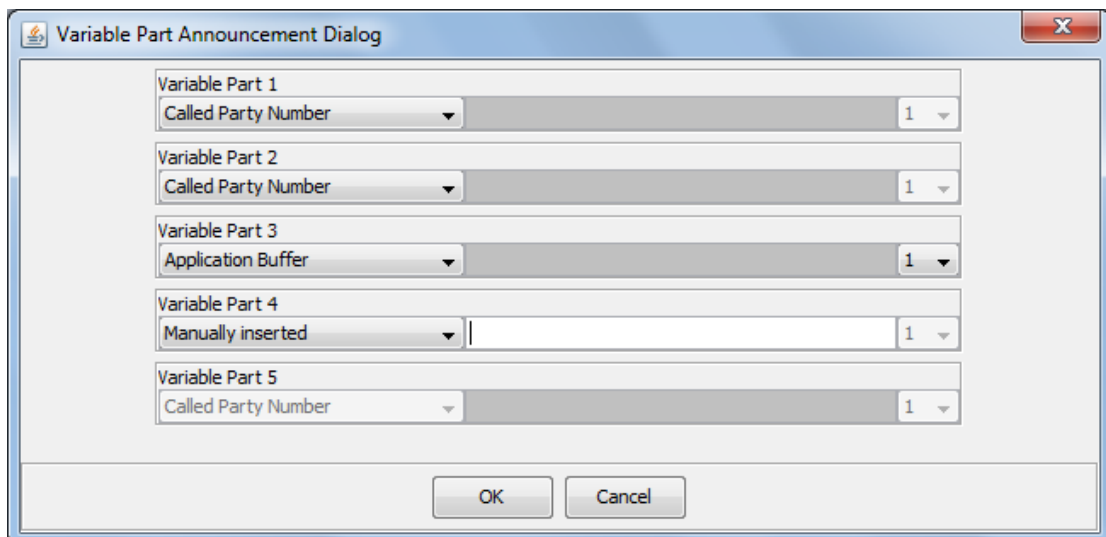 Variable Part Announcement Dialog
Variable Part 1
Called Party Number 1
Variable Part 2
Called Party Number 1
Variable Part 3
Application Buffer 1
Variable Part 4
Manually inserted 1
Variable Part 5
Called Party Number 1
OK Cancel